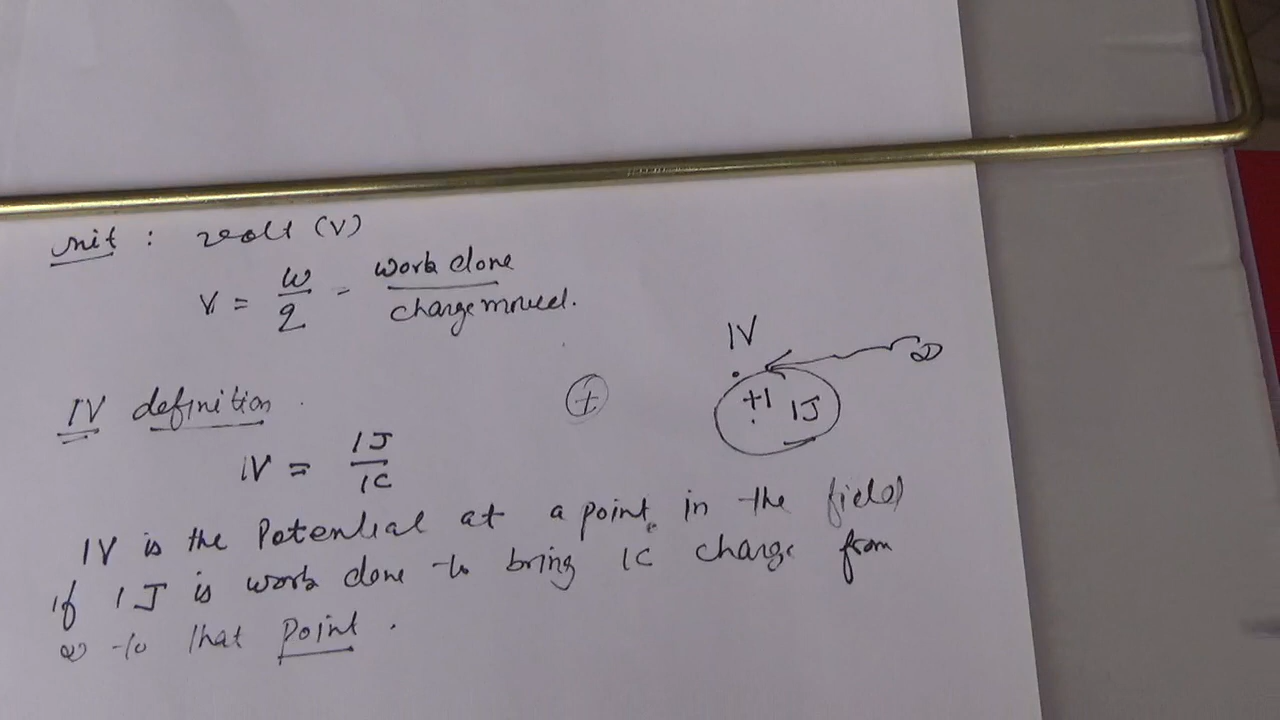 unit : volt (V)
V = W/q = work done / charge moved.
1V definition.
1V = 1J/1C
+
1V
∞
+1 1J
1V is the Potential at a point in the field
if 1J is work done to bring 1C charge from
∞ to that point.